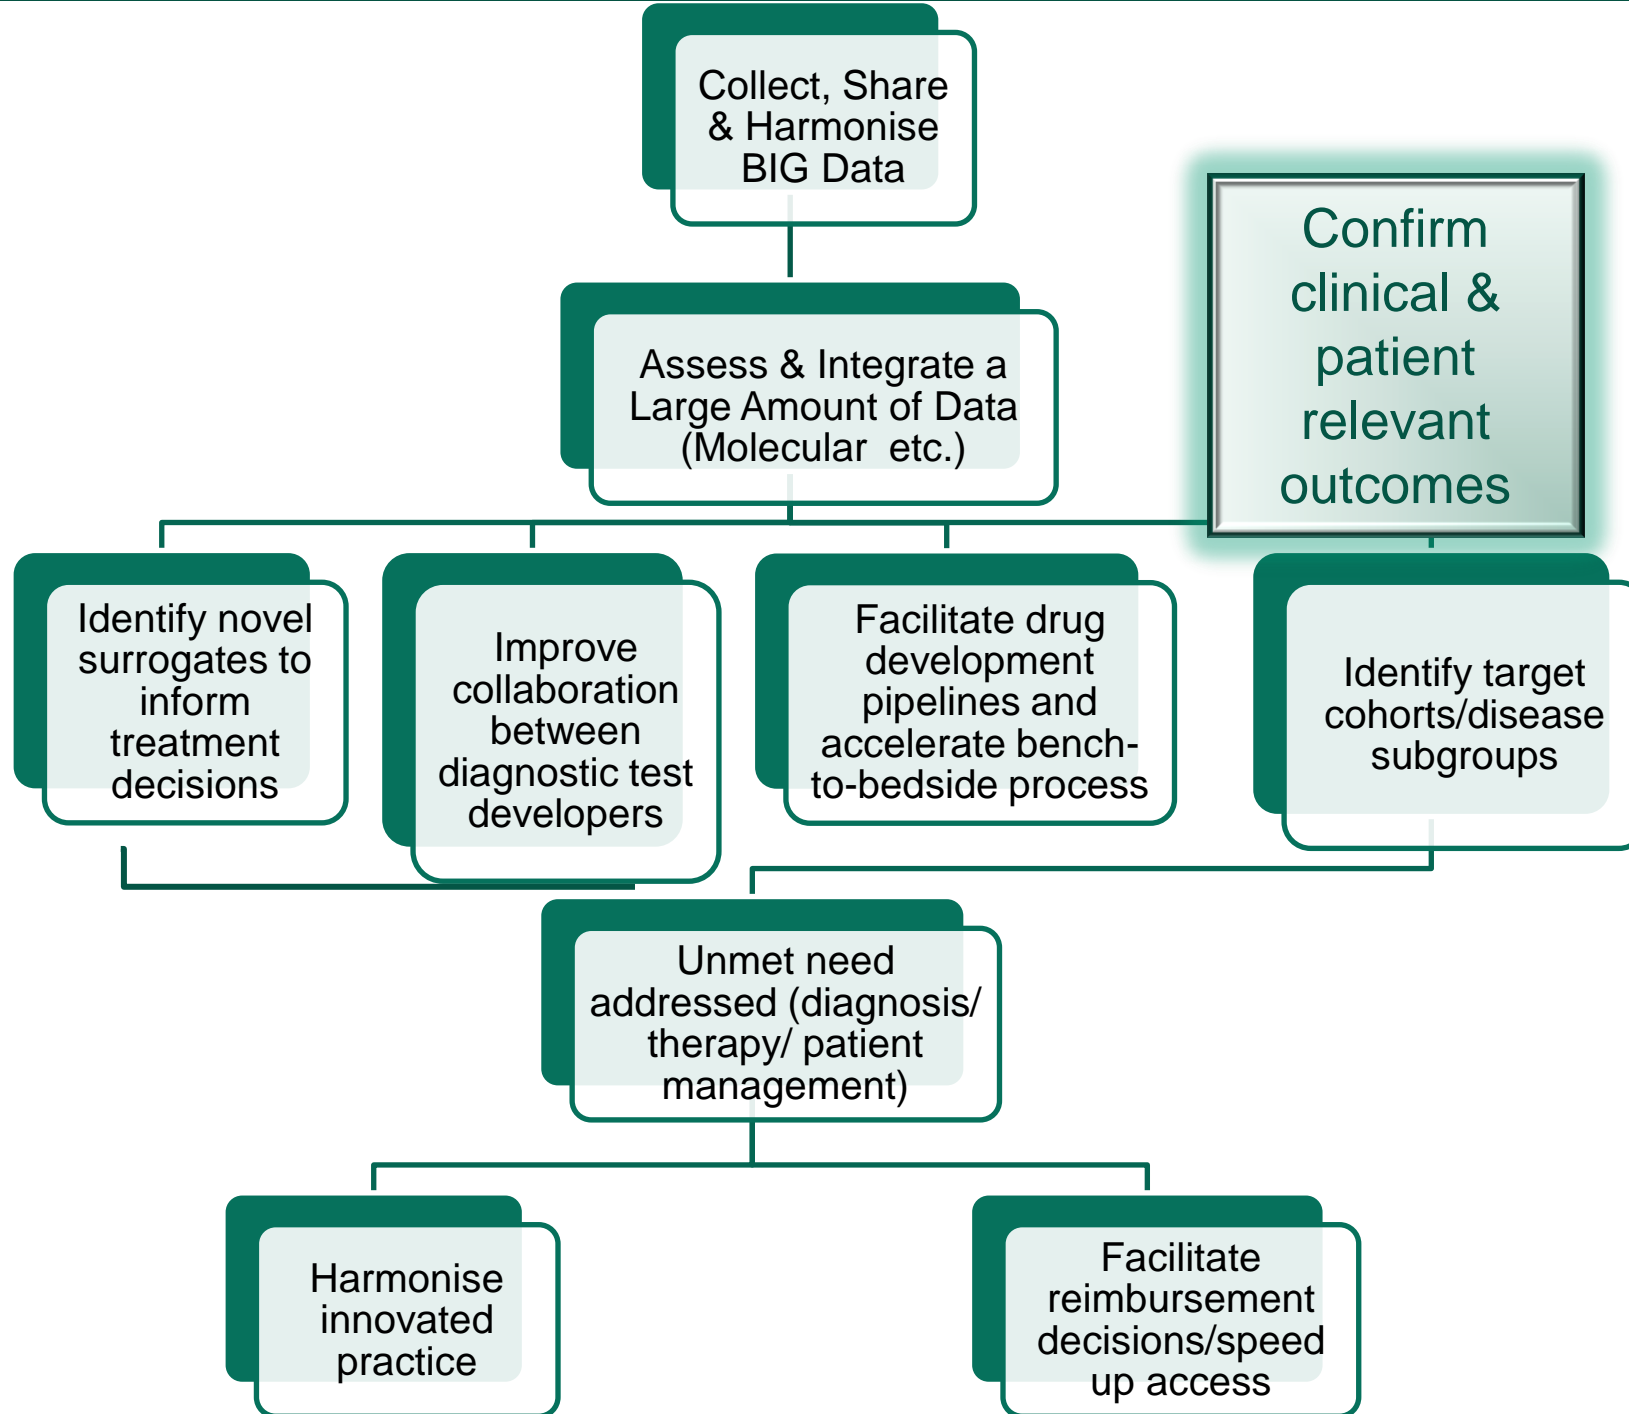 Collect, Share
& Harmonise
BIG Data
Confirm
clinical &
patient
relevant
outcomes
Assess & Integrate a
Large Amount of Data
(Molecular etc.)
Identify novel
surrogates to
inform
treatment
decisions
Improve
collaboration
between
diagnostic test
developers
Facilitate drug
development
pipelines and
accelerate bench-
to-bedside process
Identify target
cohorts/disease
subgroups
Unmet need
addressed (diagnosis/
therapy/ patient
management)
Harmonise
innovated
practice
Facilitate
reimbursement
decisions/speed
up access